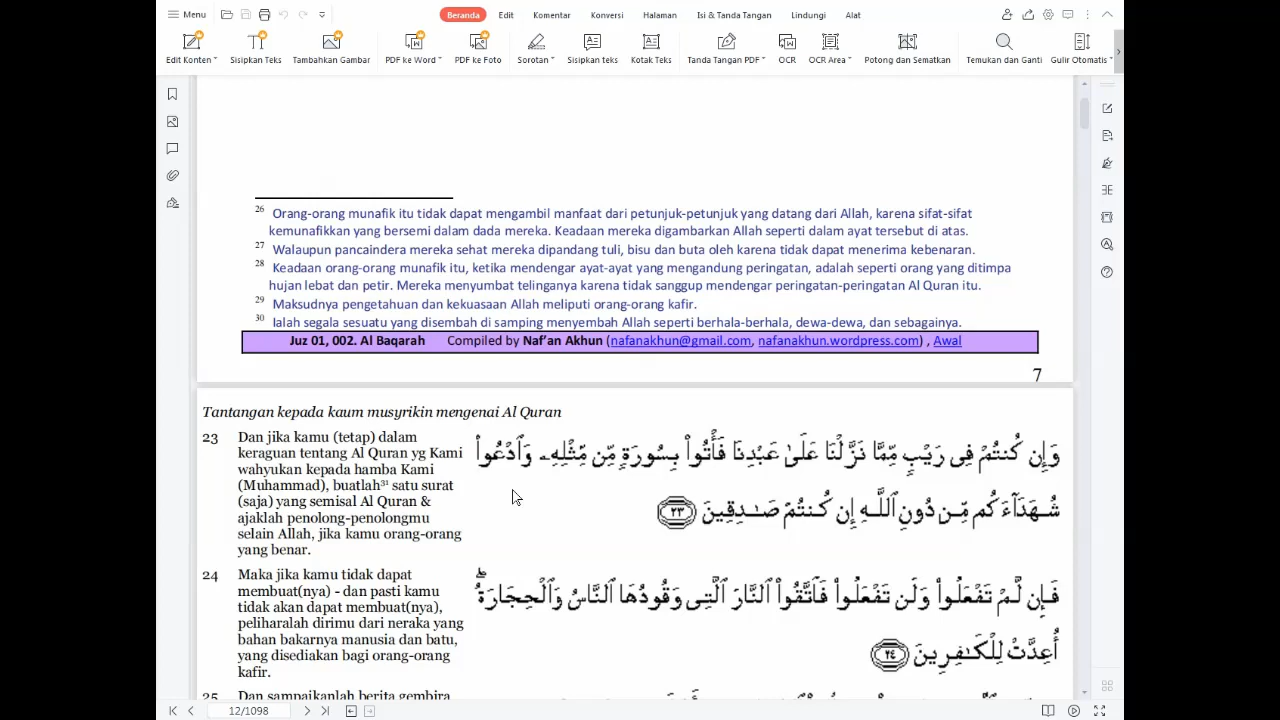 Menu
Beranda Edit Komentar Konversi Halaman Isi & Tanda Tangan Lindungi Alat
Edit Konten Sisipkan Teks Tambahkan Gambar PDF ke Word PDF ke Foto Sorotan Sisipkan teks Kotak Teks Tanda Tangan PDF OCR OCR Area Potong dan Sematkan Temukan dan Ganti Gulir Otomatis
26 Orang-orang munafik itu tidak dapat mengambil manfaat dari petunjuk-petunjuk yang datang dari Allah, karena sifat-sifat
kemunafikkan yang bersemi dalam dada mereka. Keadaan mereka digambarkan Allah seperti dalam ayat tersebut di atas.
27 Walaupun pancaindera mereka sehat mereka dipandang tuli, bisu dan buta oleh karena tidak dapat menerima kebenaran.
28 Keadaan orang-orang munafik itu, ketika mendengar ayat-ayat yang mengandung peringatan, adalah seperti orang yang ditimpa
hujan lebat dan petir. Mereka menyumbat telinganya karena tidak sanggup mendengar peringatan-peringatan Al Quran itu.
29 Maksudnya pengetahuan dan kekuasaan Allah meliputi orang-orang kafir.
30 Ialah segala sesuatu yang disembah di samping menyembah Allah seperti berhala-berhala, dewa-dewa, dan sebagainya.
Juz 01, 002. Al Baqarah Compiled by Naf'an Akhun (nafanakhun@gmail.com, nafanakhun.wordpress.com) , Awal
7
Tantangan kepada kaum musyrikin mengenai Al Quran
23 Dan jika kamu (tetap) dalam
keraguan tentang Al Quran yg Kami
wahyukan kepada hamba Kami
(Muhammad), buatlah31 satu surat
(saja) yang semisal Al Quran &
ajaklah penolong-penolongmu
selain Allah, jika kamu orang-orang
yang benar.
وَإِن كُنتُمْ فِى رَيْبٍ مِّمَّا نَزَّلْنَا عَلَىٰ عَبْدِنَا فَأْتُوا۟ بِسُورَةٍ مِّن مِّثْلِهِۦ وَٱدْعُوا۟
شُهَدَآءَكُم مِّن دُونِ ٱللَّهِ إِن كُنتُمْ صَـٰدِقِينَ ٢٣
24 Maka jika kamu tidak dapat
membuat(nya) - dan pasti kamu
tidak akan dapat membuat(nya),
peliharalah dirimu dari neraka yang
bahan bakarnya manusia dan batu,
yang disediakan bagi orang-orang
kafir.
فَإِن لَّمْ تَفْعَلُوا۟ وَلَن تَفْعَلُوا۟ فَٱتَّقُوا۟ ٱلنَّارَ ٱلَّتِى وَقُودُهَا ٱلنَّاسُ وَٱلْحِجَارَةُ ۖ
أُعِدَّتْ لِلْكَـٰفِرِينَ ٢٤
25 Dan sampaikanlah berita gembira
12/1098